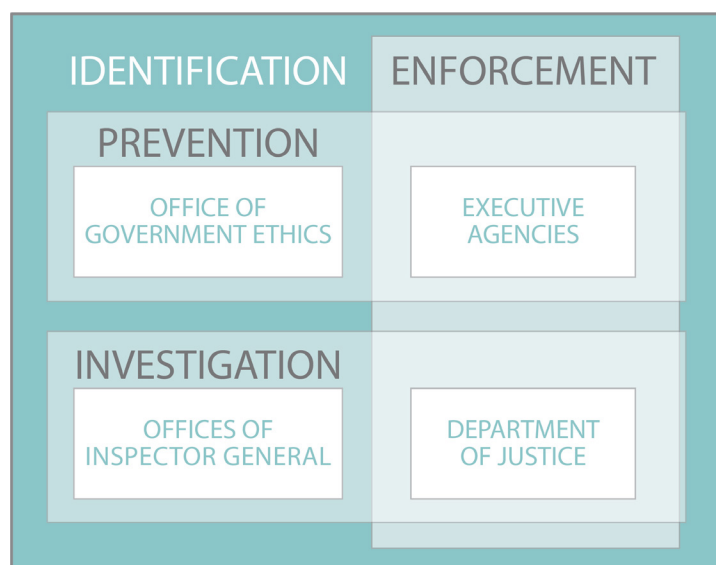 IDENTIFICATION
ENFORCEMENT
PREVENTION
OFFICE OF
GOVERNMENT ETHICS
EXECUTIVE
AGENCIES
INVESTIGATION
OFFICES OF
INSPECTOR GENERAL
DEPARTMENT
OF JUSTICE